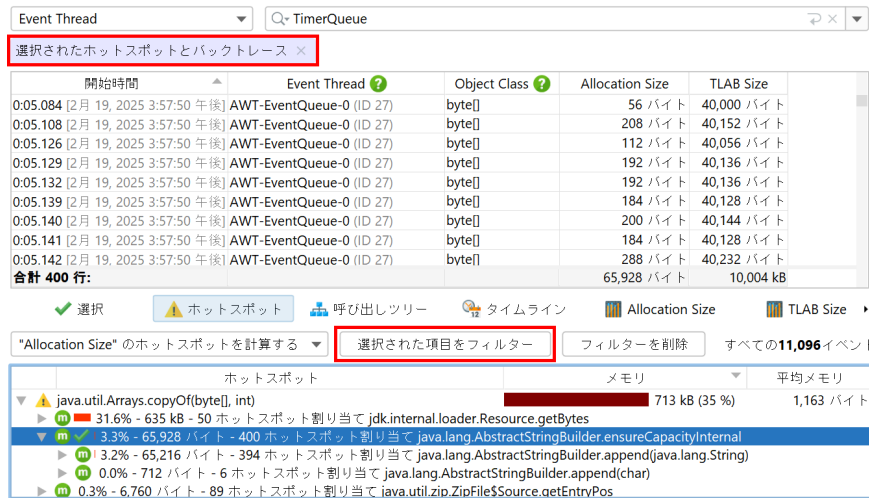 Event Thread TimerQueue
選択されたホットスポットとバックトレース ×
開始時間 Event Thread ? Object Class ? Allocation Size TLAB Size
0:05.084 [2月 19, 2025 3:57:50 午後] AWT-EventQueue-0 (ID 27) byte[] 56 バイト 40,000 バイト
0:05.108 [2月 19, 2025 3:57:50 午後] AWT-EventQueue-0 (ID 27) byte[] 208 バイト 40,152 バイト
0:05.126 [2月 19, 2025 3:57:50 午後] AWT-EventQueue-0 (ID 27) byte[] 112 バイト 40,056 バイト
0:05.129 [2月 19, 2025 3:57:50 午後] AWT-EventQueue-0 (ID 27) byte[] 192 バイト 40,136 バイト
0:05.132 [2月 19, 2025 3:57:50 午後] AWT-EventQueue-0 (ID 27) byte[] 192 バイト 40,136 バイト
0:05.139 [2月 19, 2025 3:57:50 午後] AWT-EventQueue-0 (ID 27) byte[] 184 バイト 40,128 バイト
0:05.140 [2月 19, 2025 3:57:50 午後] AWT-EventQueue-0 (ID 27) byte[] 200 バイト 40,144 バイト
0:05.141 [2月 19, 2025 3:57:50 午後] AWT-EventQueue-0 (ID 27) byte[] 184 バイト 40,128 バイト
0:05.142 [2月 19, 2025 3:57:50 午後] AWT-EventQueue-0 (ID 27) byte[] 288 バイト 40,232 バイト
合計 400 行: 65,928 バイト 10,004 kB
選択 ホットスポット 呼び出しツリー タイムライン Allocation Size TLAB Size
"Allocation Size" のホットスポットを計算する 選択された項目をフィルター フィルターを削除 すべての11,096イベント
ホットスポット メモリ 平均メモリ
java.util.Arrays.copyOf(byte[], int) 713 kB (35 %) 1,163 バイト
m 31.6% - 635 kB - 50 ホットスポット割り当て jdk.internal.loader.Resource.getBytes
m 3.3% - 65,928 バイト - 400 ホットスポット割り当て java.lang.AbstractStringBuilder.ensureCapacityInternal
m 3.2% - 65,216 バイト - 394 ホットスポット割り当て java.lang.AbstractStringBuilder.append(java.lang.String)
m 0.0% - 712 バイト - 6 ホットスポット割り当て java.lang.AbstractStringBuilder.append(char)
m 0.3% - 6,760 バイト - 89 ホットスポット割り当て java.util.zip.ZipFile$Source.getEntryPos